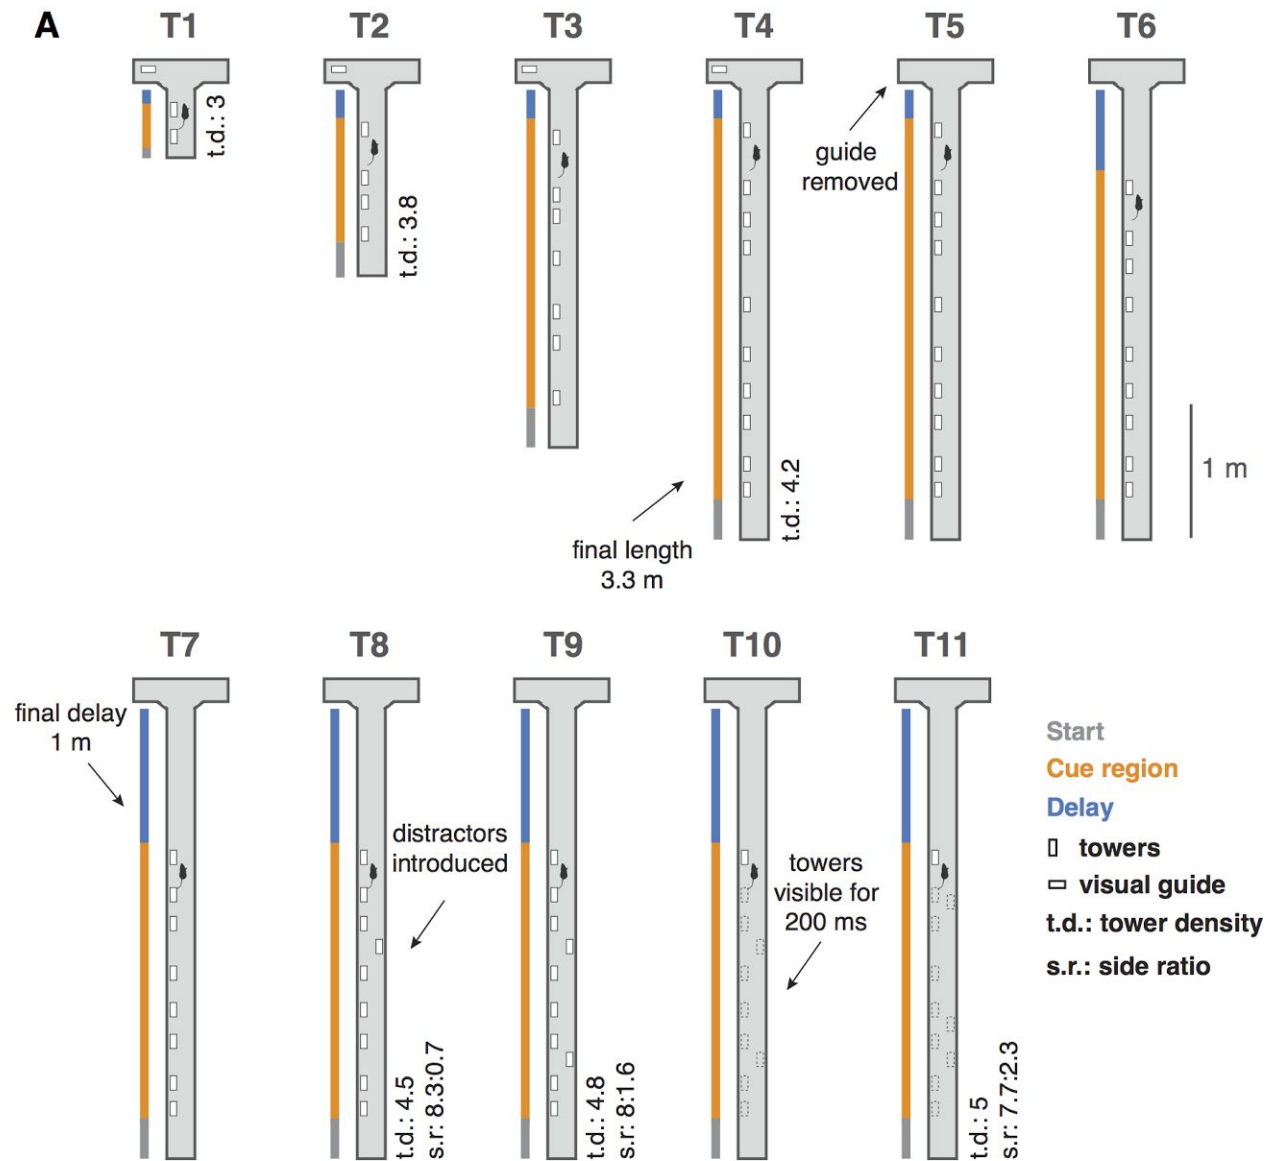 A
T1
T2
T3
T4
T5
T6
t.d.: 3
t.d.: 3.8
t.d.: 4.2
guide
removed
final length
3.3 m
1 m
T7
T8
T9
T10
T11
final delay
1 m
distractors
introduced
towers
visible for
200 ms
t.d.: 4.5
s.r: 8.3:0.7
t.d.: 4.8
s.r: 8:1.6
t.d.: 5
s.r: 7.7:2.3
Start
Cue region
Delay
towers
visual guide
t.d.: tower density
s.r.: side ratio